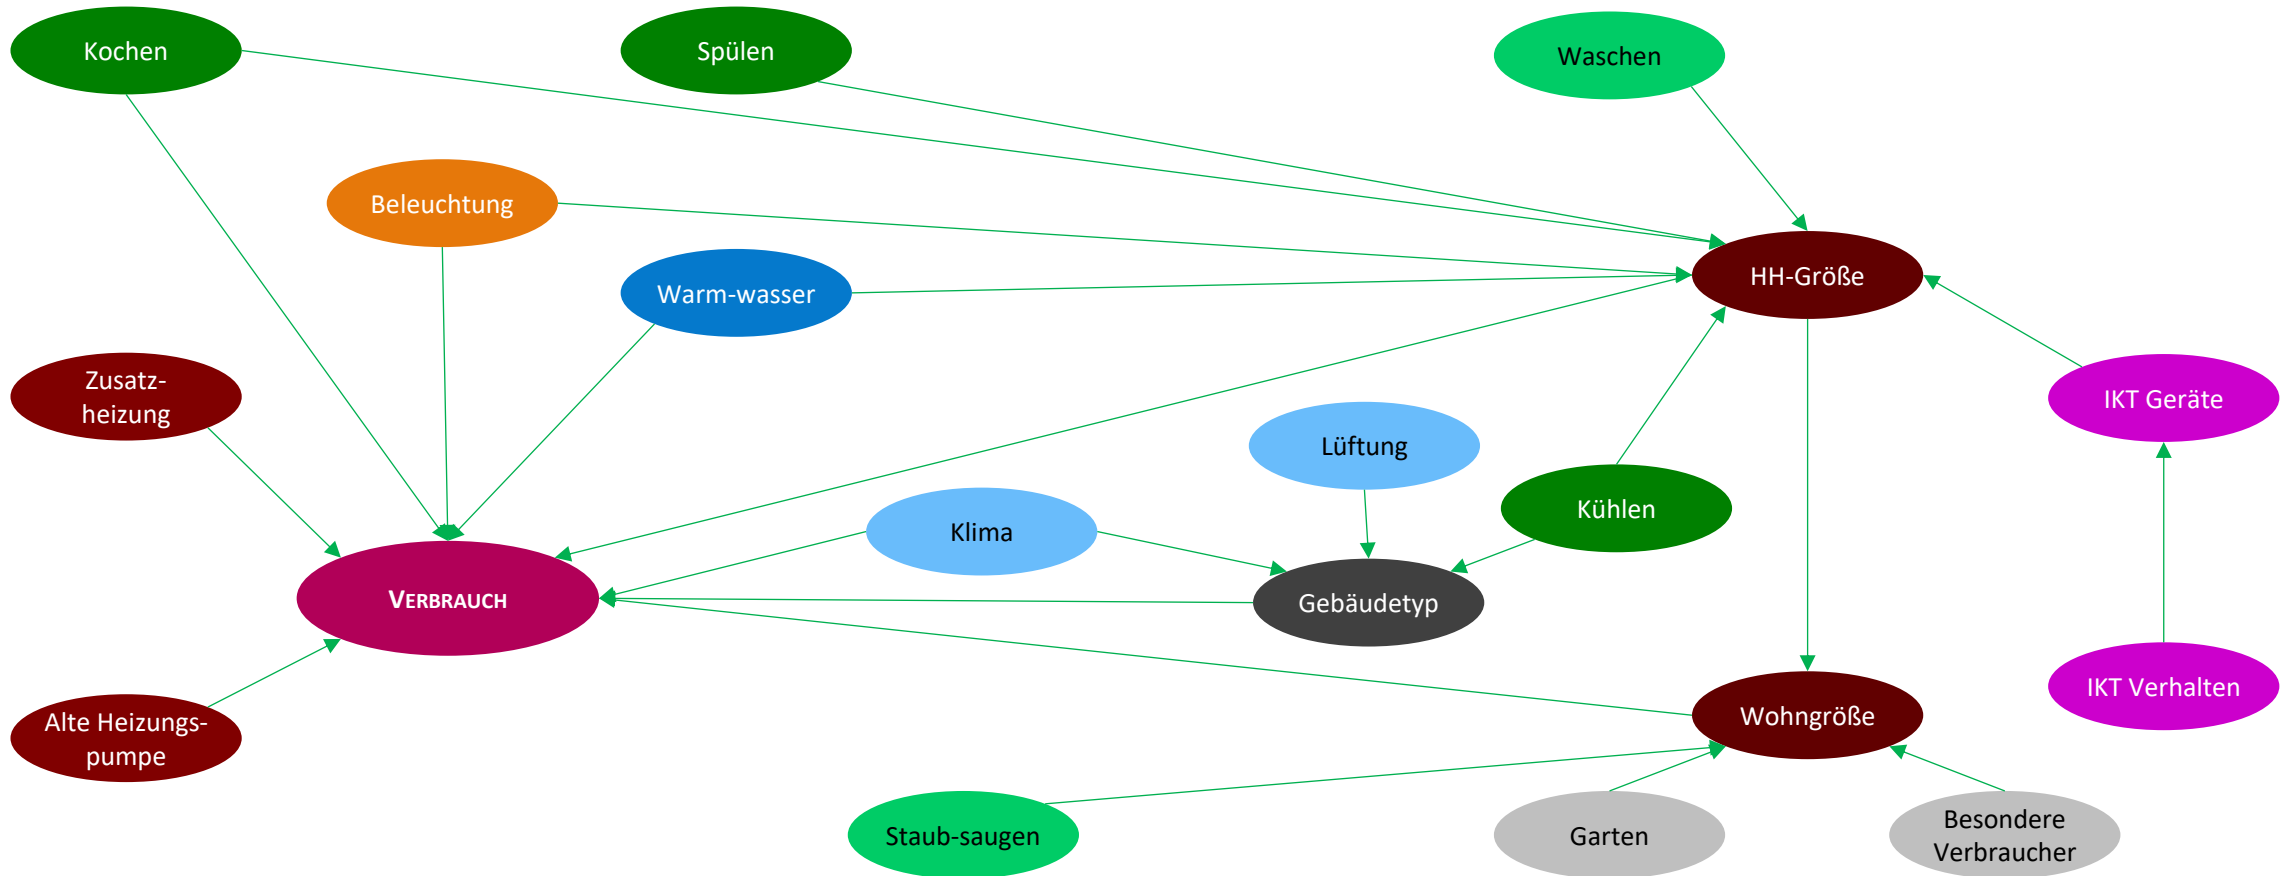 Kochen
Spülen
Waschen
Beleuchtung
Warm-wasser
HH-Größe
Zusatz-
heizung
IKT Geräte
Lüftung
Kühlen
Klima
VERBRAUCH
Gebäudetyp
IKT Verhalten
Alte Heizungs-
pumpe
Wohngröße
Staub-saugen
Garten
Besondere
Verbraucher